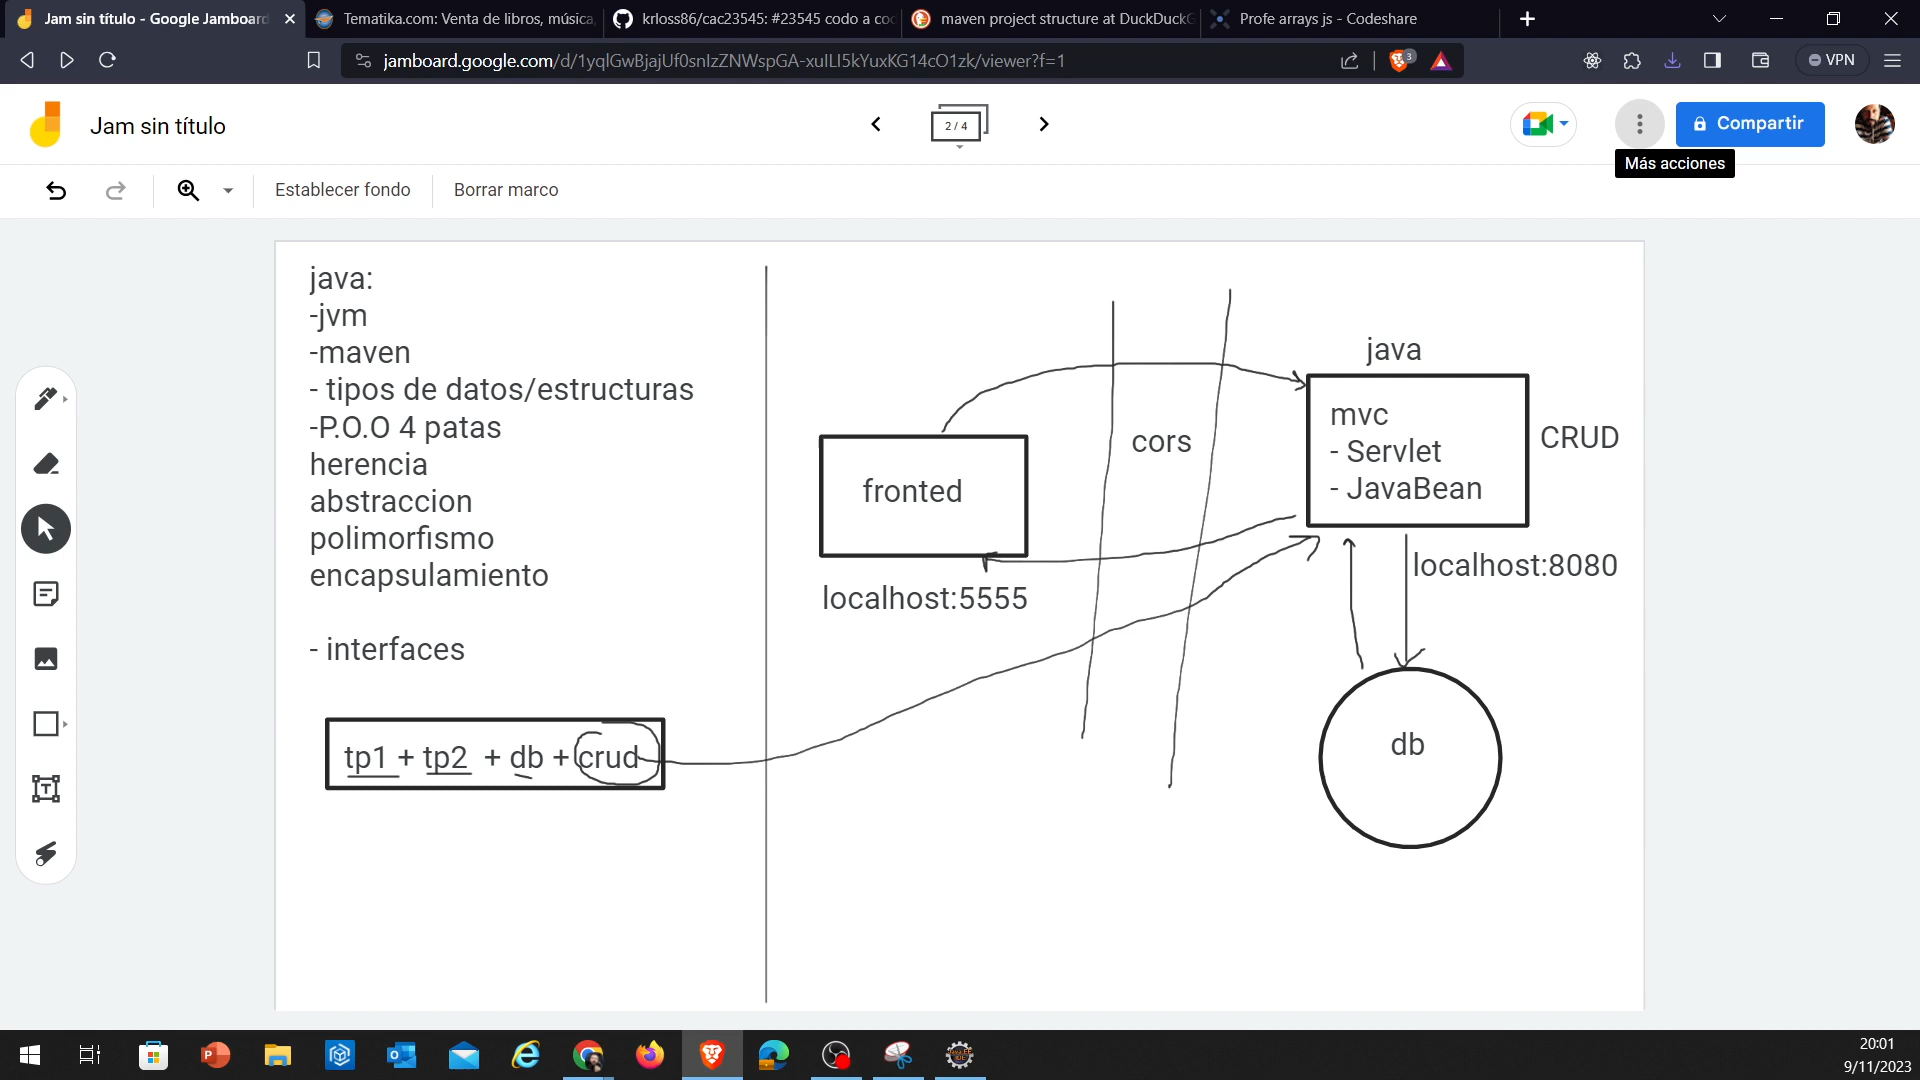 Jam sin título - Google Jamboard
Tematika.com: Venta de libros, música,
krloss86/cac23545: #23545 codo a coc
maven project structure at DuckDuckG
Profe arrays js - Codeshare
jamboard.google.com/d/1yqlGwBjajUf0snlzZNWspGA-xulLI5kYuxKG14cO1zk/viewer?f=1
3
VPN
Jam sin título
2 / 4
Compartir
Más acciones
Establecer fondo
Borrar marco
java:
-jvm
-maven
- tipos de datos/estructuras
-P.O.O 4 patas
herencia
abstraccion
polimorfismo
encapsulamiento
- interfaces
tp1 + tp2 + db + crud
fronted
localhost:5555
cors
java
mvc
- Servlet
- JavaBean
CRUD
localhost:8080
db
20:01
9/11/2023